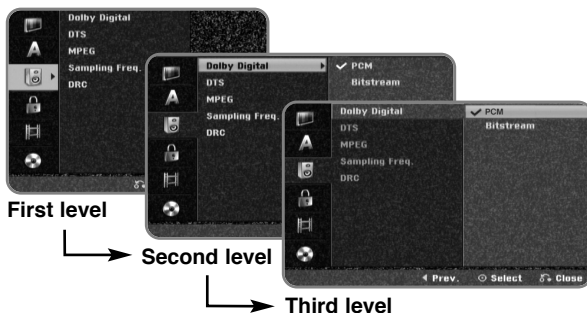 Dolby Digital
DTS
MPEG
Sampling Freq.
DRC
First level
Dolby Digital
DTS
MPEG
Sampling Freq.
DRC
PCM
Bitstream
Second level
Dolby Digital
DTS
MPEG
Sampling Freq.
DRC
PCM
Bitstream
Prev. Select Close
Third level